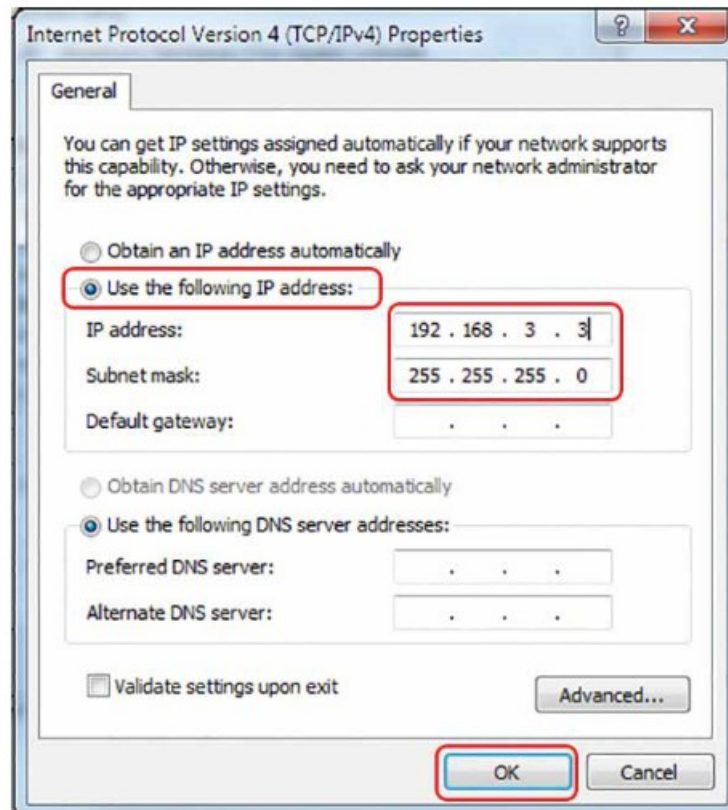 Internet Protocol Version 4 (TCP/IPv4) Properties
General
You can get IP settings assigned automatically if your network supports
this capability. Otherwise, you need to ask your network administrator
for the appropriate IP settings.
Obtain an IP address automatically
Use the following IP address:
IP address: 192 . 168 . 3 . 3
Subnet mask: 255 . 255 . 255 . 0
Default gateway: . . .
Obtain DNS server address automatically
Use the following DNS server addresses:
Preferred DNS server: . . .
Alternate DNS server: . . .
Validate settings upon exit
Advanced...
OK Cancel